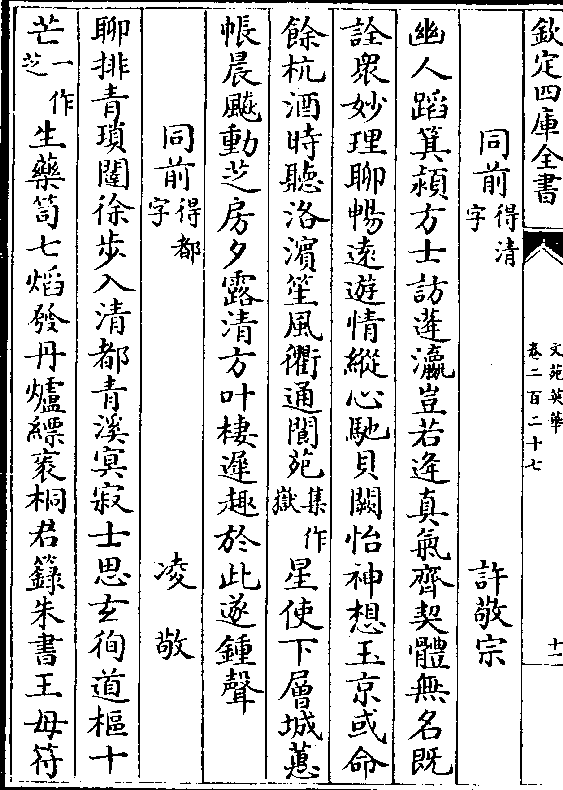 欽定四庫全書
文苑英華
卷二百二十七
十一
同前得清字
許敬宗
幽人蹈箕潁方士訪蓬瀛豈若逄真氣齊契體無名既
詮衆妙理聊暢遠遊情縱心馳貝闕怡神想玉京或命
餘杭酒時聽洛濱笙風衢通閬苑集作嶽星使下層城蕙
帳晨飈動芝房夕露清方叶棲遲趣於此遂鍾聲
同前得都字
凌敬
聊排青瑣闥徐步入清都青溪冥寂士思玄徇道樞十
芒一作芝生藥笥七熖發丹爐縹袠桐君籙朱書王母符